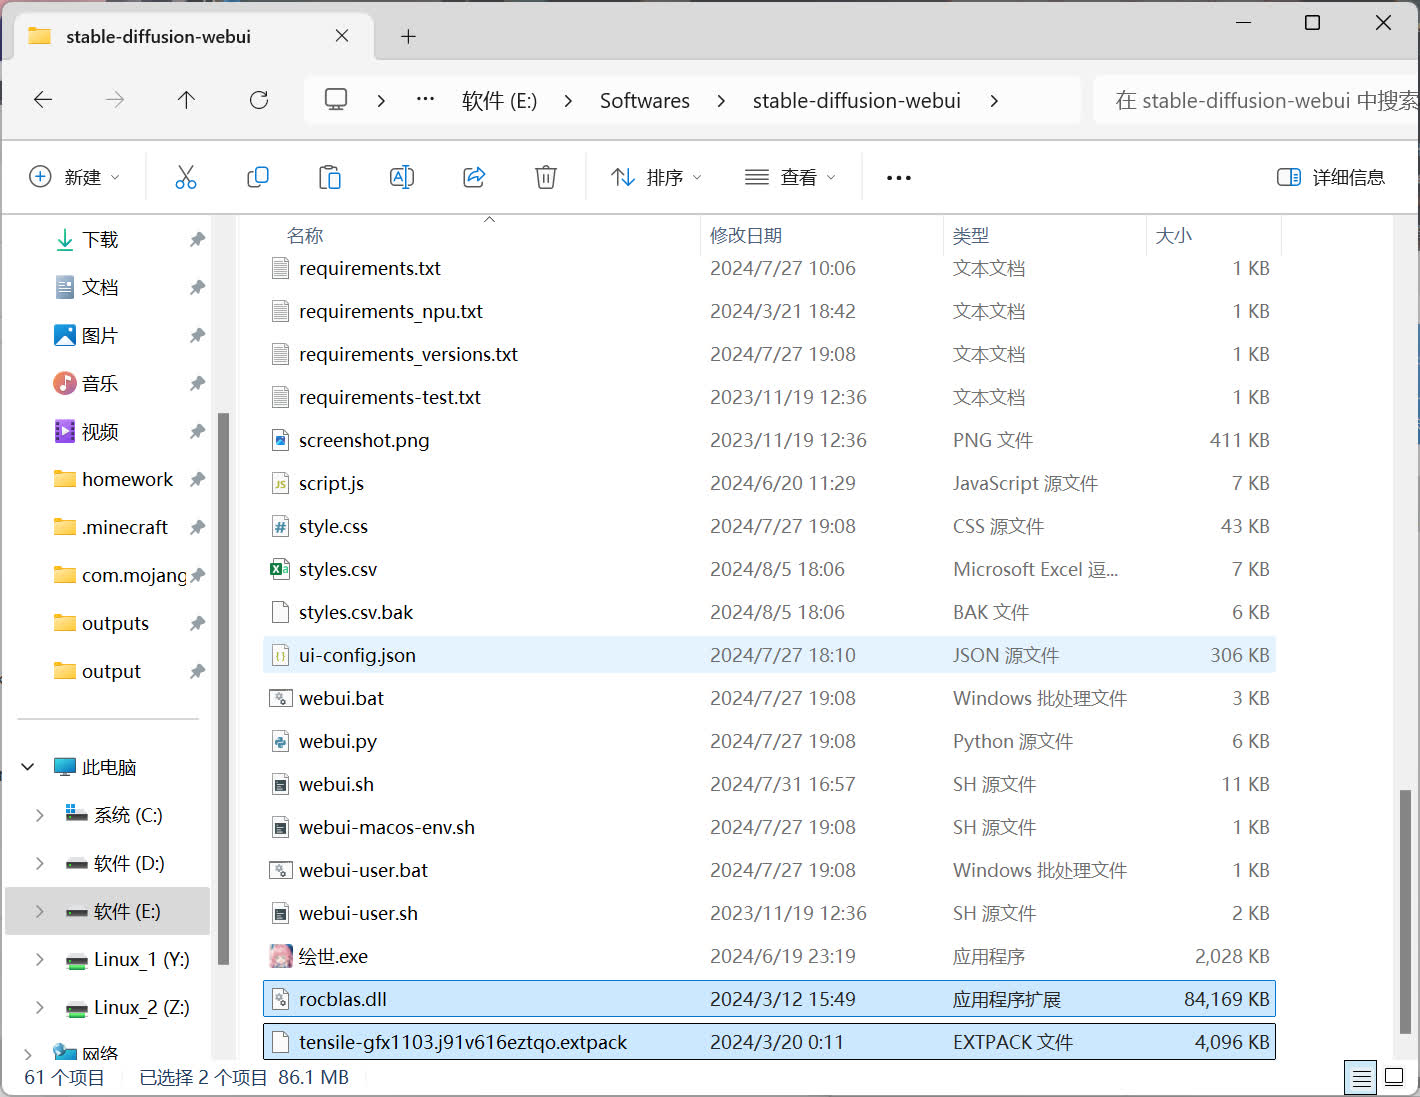 stable-diffusion-webui
软件 (E:) Softwares stable-diffusion-webui 在 stable-diffusion-webui 中搜索
新建 排序 查看 详细信息
下载
文档
图片
音乐
视频
homework
.minecraft
com.mojang
outputs
output
此电脑
系统 (C:)
软件 (D:)
软件 (E:)
Linux_1 (Y:)
Linux_2 (Z:)
网络
名称 修改日期 类型 大小
requirements.txt 2024/7/27 10:06 文本文档 1 KB
requirements_npu.txt 2024/3/21 18:42 文本文档 1 KB
requirements_versions.txt 2024/7/27 19:08 文本文档 1 KB
requirements-test.txt 2023/11/19 12:36 文本文档 1 KB
screenshot.png 2023/11/19 12:36 PNG 文件 411 KB
script.js 2024/6/20 11:29 JavaScript 源文件 7 KB
style.css 2024/7/27 19:08 CSS 源文件 43 KB
styles.csv 2024/8/5 18:06 Microsoft Excel 逗... 7 KB
styles.csv.bak 2024/8/5 18:06 BAK 文件 6 KB
ui-config.json 2024/7/27 18:10 JSON 源文件 306 KB
webui.bat 2024/7/27 19:08 Windows 批处理文件 3 KB
webui.py 2024/7/27 19:08 Python 源文件 6 KB
webui.sh 2024/7/31 16:57 SH 源文件 11 KB
webui-macos-env.sh 2024/7/27 19:08 SH 源文件 1 KB
webui-user.bat 2024/7/27 19:08 Windows 批处理文件 1 KB
webui-user.sh 2023/11/19 12:36 SH 源文件 2 KB
绘世.exe 2024/6/19 23:19 应用程序 2,028 KB
rocblas.dll 2024/3/12 15:49 应用程序扩展 84,169 KB
tensile-gfx1103.j91v616eztqo.extpack 2024/3/20 0:11 EXTPACK 文件 4,096 KB
61 个项目 已选择 2 个项目 86.1 MB